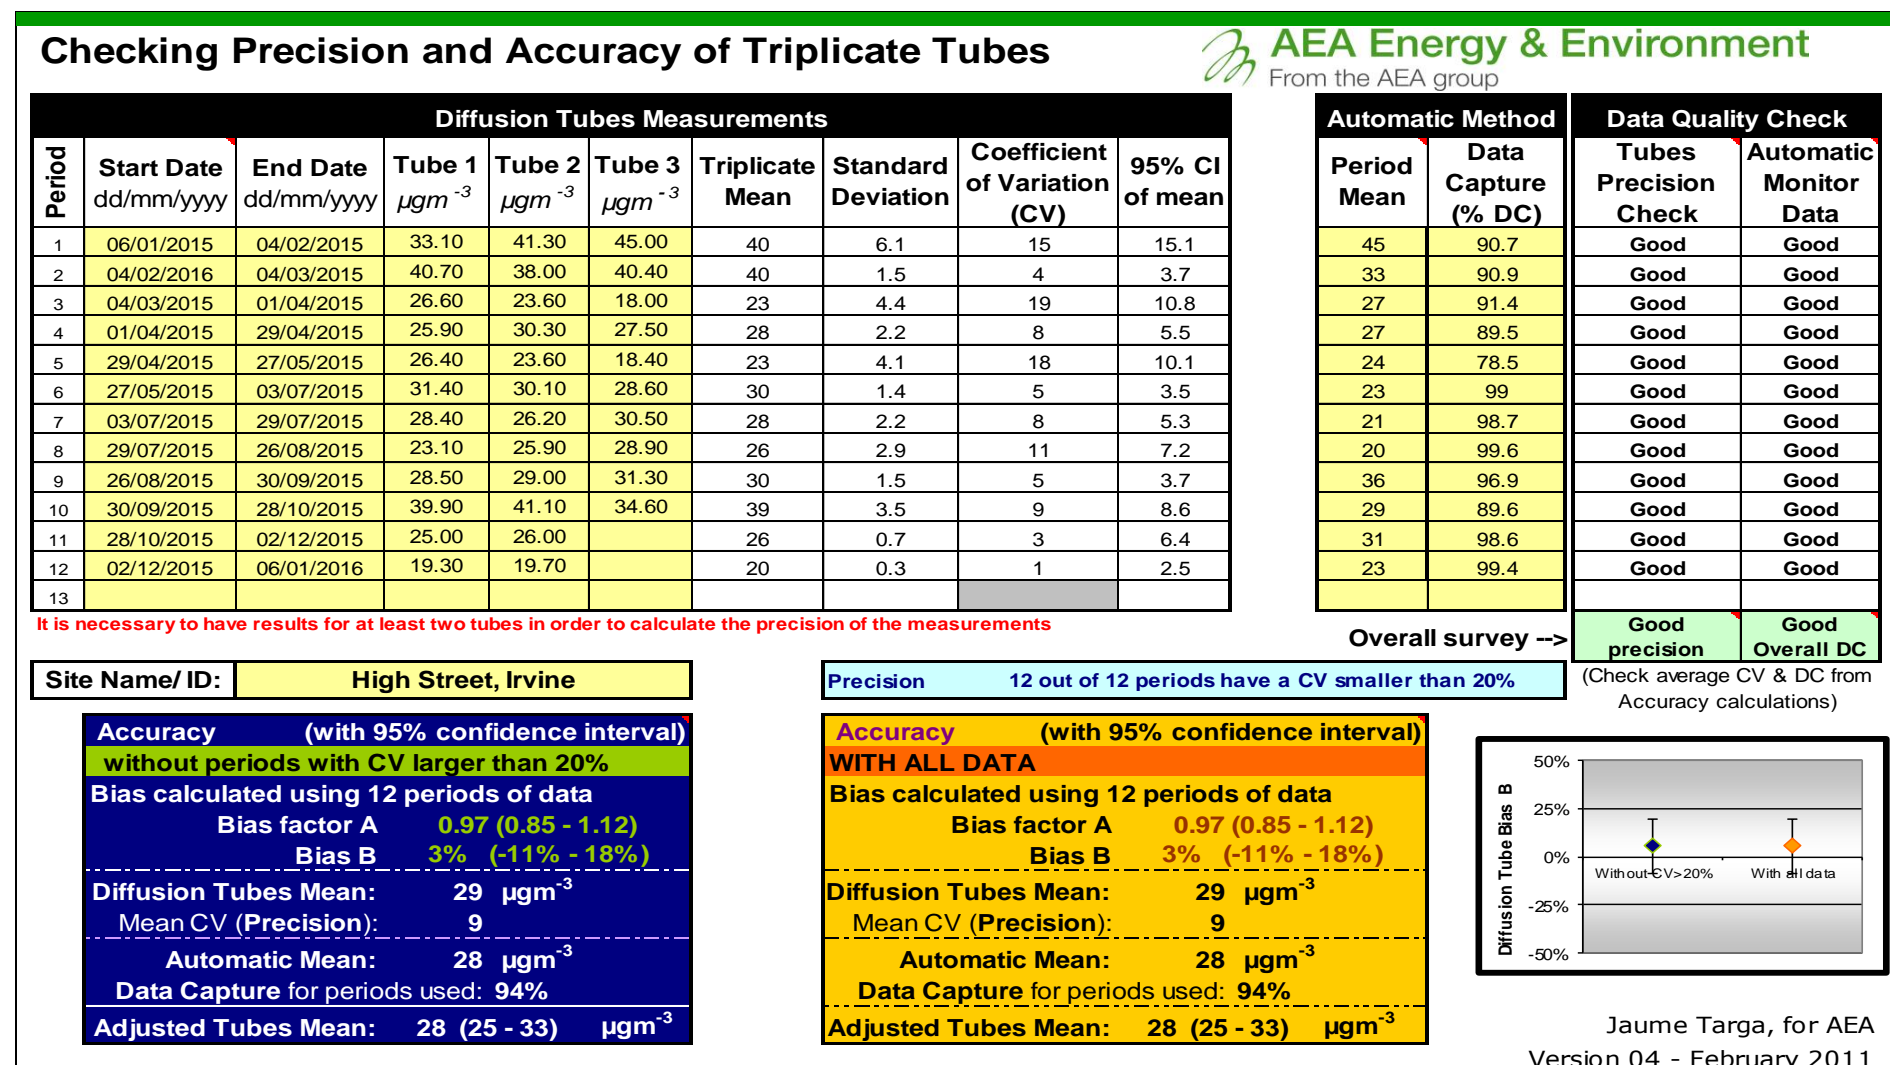 Checking Precision and Accuracy of Triplicate Tubes
AEA Energy & Environment
From the AEA group
Diffusion Tubes Measurements
Automatic Method
Data Quality Check
Period
Start Date dd/mm/yyyy
End Date dd/mm/yyyy
Tube 1 µgm-3
Tube 2 µgm-3
Tube 3 µgm-3
Triplicate Mean
Standard Deviation
Coefficient of Variation (CV)
95% CI of mean
Period Mean
Data Capture (% DC)
Tubes Precision Check
Automatic Monitor Data
1 06/01/2015 04/02/2015 33.10 41.30 45.00 40 6.1 15 15.1 45 90.7 Good Good
2 04/02/2016 04/03/2015 40.70 38.00 40.40 40 1.5 4 3.7 33 90.9 Good Good
3 04/03/2015 01/04/2015 26.60 23.60 18.00 23 4.4 19 10.8 27 91.4 Good Good
4 01/04/2015 29/04/2015 25.90 30.30 27.50 28 2.2 8 5.5 27 89.5 Good Good
5 29/04/2015 27/05/2015 26.40 23.60 18.40 23 4.1 18 10.1 24 78.5 Good Good
6 27/05/2015 03/07/2015 31.40 30.10 28.60 30 1.4 5 3.5 23 99 Good Good
7 03/07/2015 29/07/2015 28.40 26.20 30.50 28 2.2 8 5.3 21 98.7 Good Good
8 29/07/2015 26/08/2015 23.10 25.90 28.90 26 2.9 11 7.2 20 99.6 Good Good
9 26/08/2015 30/09/2015 28.50 29.00 31.30 30 1.5 5 3.7 36 96.9 Good Good
10 30/09/2015 28/10/2015 39.90 41.10 34.60 39 3.5 9 8.6 29 89.6 Good Good
11 28/10/2015 02/12/2015 25.00 26.00 26 0.7 3 6.4 31 98.6 Good Good
12 02/12/2015 06/01/2016 19.30 19.70 20 0.3 1 2.5 23 99.4 Good Good
13
It is necessary to have results for at least two tubes in order to calculate the precision of the measurements
Overall survey -->
Good precision
Good Overall DC
Site Name/ ID: High Street, Irvine
Precision 12 out of 12 periods have a CV smaller than 20%
(Check average CV & DC from
Accuracy calculations)
Accuracy (with 95% confidence interval)
without periods with CV larger than 20%
Bias calculated using 12 periods of data
Bias factor A 0.97 (0.85 - 1.12)
Bias B 3% (-11% - 18%)
Diffusion Tubes Mean: 29 µgm-3
Mean CV (Precision): 9
Automatic Mean: 28 µgm-3
Data Capture for periods used: 94%
Adjusted Tubes Mean: 28 (25 - 33) µgm-3
Accuracy (with 95% confidence interval)
WITH ALL DATA
Bias calculated using 12 periods of data
Bias factor A 0.97 (0.85 - 1.12)
Bias B 3% (-11% - 18%)
Diffusion Tubes Mean: 29 µgm-3
Mean CV (Precision): 9
Automatic Mean: 28 µgm-3
Data Capture for periods used: 94%
Adjusted Tubes Mean: 28 (25 - 33) µgm-3
Diffusion Tube Bias B
50%
25%
0%
-25%
-50%
Without CV>20%
With all data
Jaume Targa, for AEA
Version 04 - February 2011